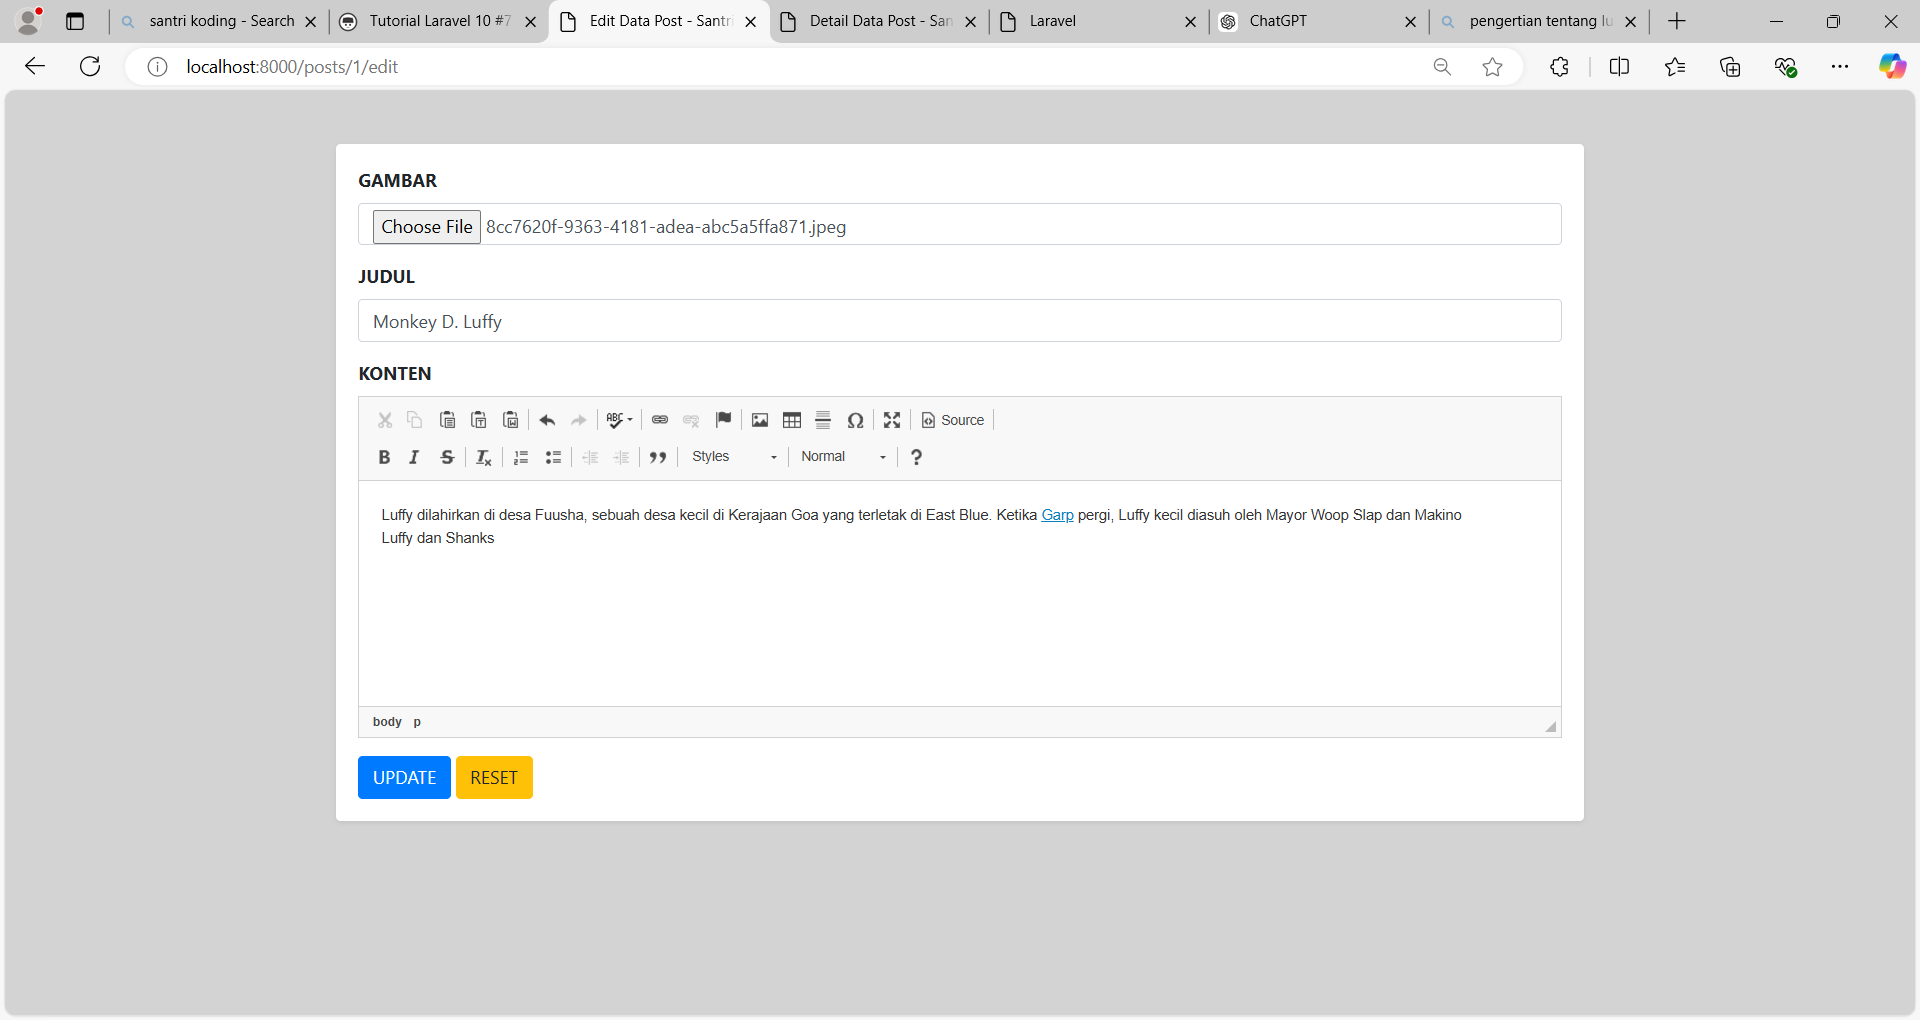 santri koding - Search
Tutorial Laravel 10 #7
Edit Data Post - Santri
Detail Data Post - San
Laravel
ChatGPT
pengertian tentang lu
localhost:8000/posts/1/edit
GAMBAR
Choose File 8cc7620f-9363-4181-adea-abc5a5ffa871.jpeg
JUDUL
Monkey D. Luffy
KONTEN
ABC
Source
B I S Styles Normal ?
Luffy dilahirkan di desa Fuusha, sebuah desa kecil di Kerajaan Goa yang terletak di East Blue. Ketika Garp pergi, Luffy kecil diasuh oleh Mayor Woop Slap dan Makino
Luffy dan Shanks
body p
UPDATE RESET